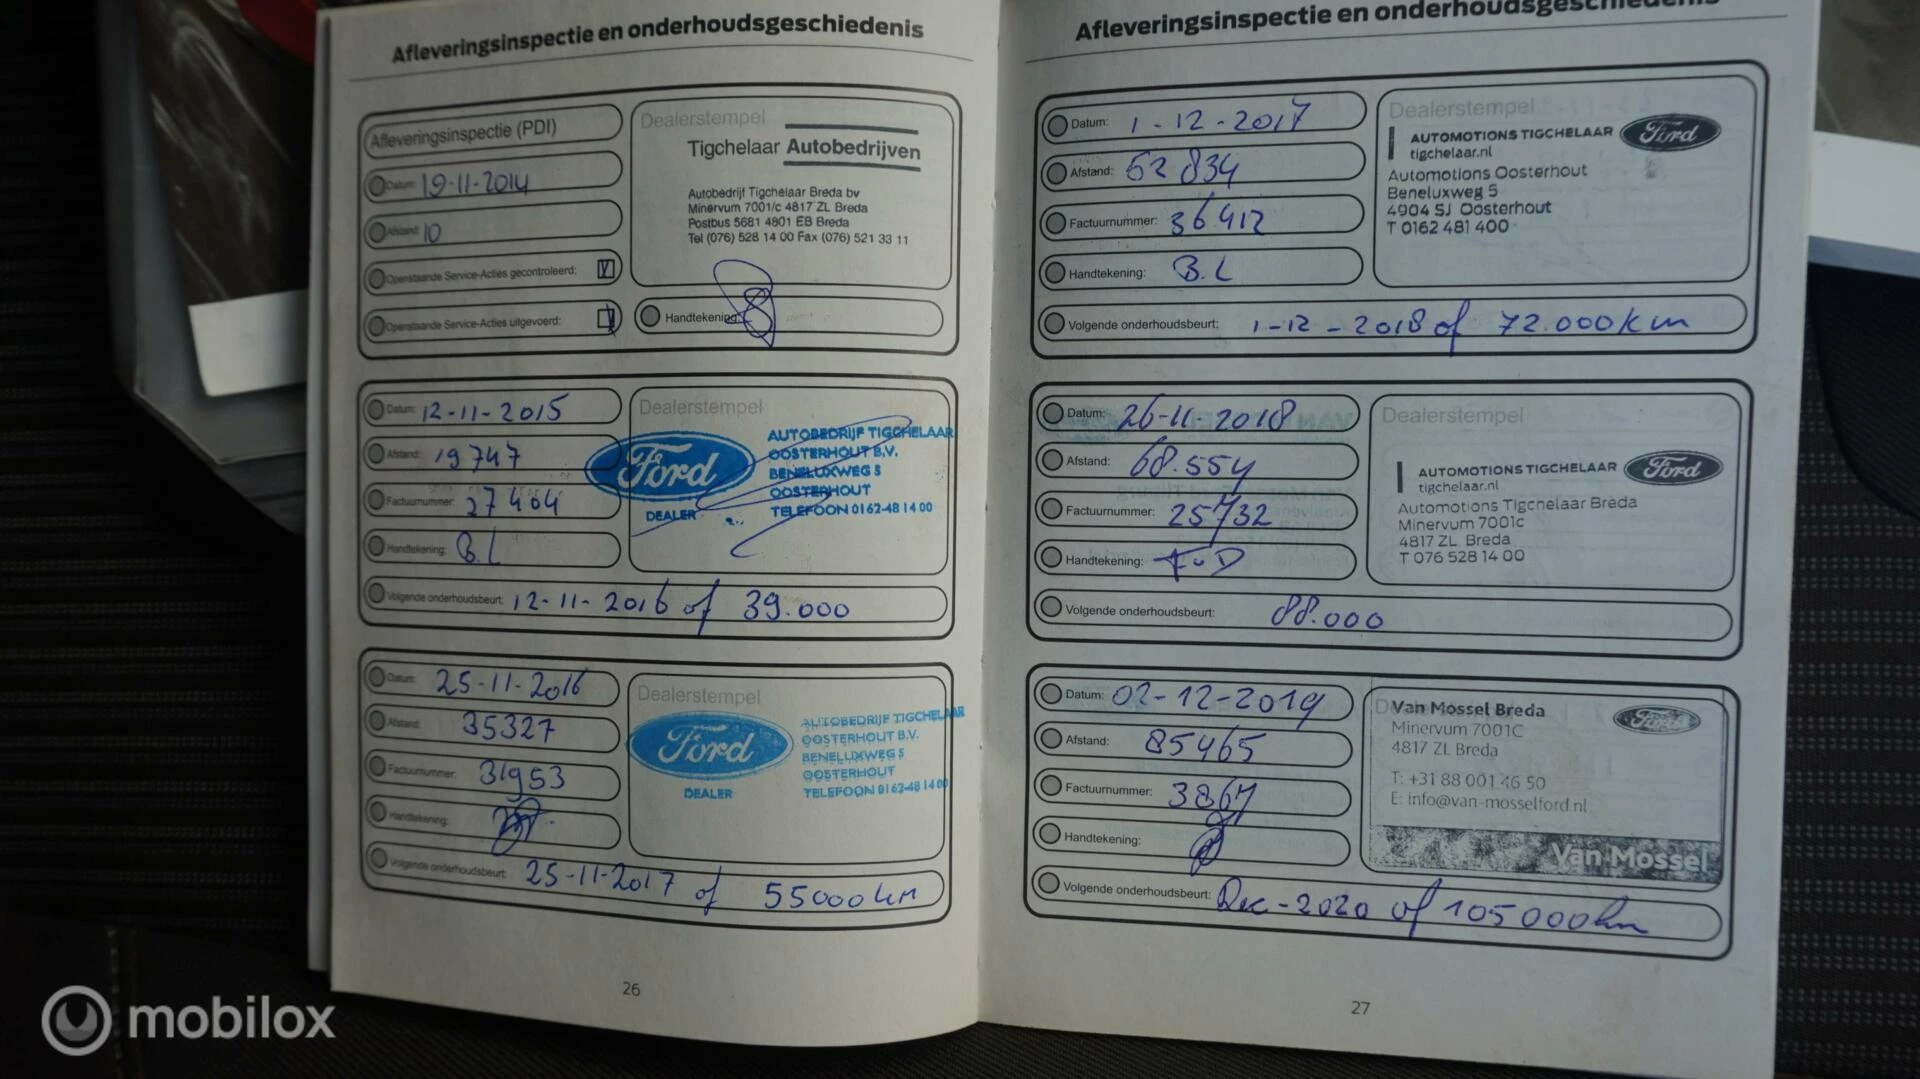 Afleveringsinspectie en onderhoudsgeschiedenis
Afleveringsinspectie (PDI)
Datum: 19-11-2014
Afstand: 10
Openstaande Service-Acties gecontroleerd:
Openstaande Service-Acties uitgevoerd:
Dealerstempel
Tigchelaar Autobedrijven
Autobedrijf Tigchelaar Breda bv
Minervum 7001/c 4817 ZL Breda
Postbus 5681 4801 EB Breda
Tel (076) 528 14 00 Fax (076) 521 33 11
Handtekening:
Datum: 12-11-2015
Afstand: 19747
Factuurnummer: 27464
Handtekening: B.L
Dealerstempel
Ford
DEALER
AUTOBEDRIJF TIGCHELAAR
OOSTERHOUT B.V.
BENELUXWEG 5
OOSTERHOUT
TELEFOON 0162-48 14 00
Volgende onderhoudsbeurt: 12-11-2016 of 39.000
Datum: 25-11-2016
Afstand: 35327
Factuurnummer: 31953
Handtekening:
Dealerstempel
Ford
DEALER
AUTOBEDRIJF TIGCHELAAR
OOSTERHOUT B.V.
BENELUXWEG 5
OOSTERHOUT
TELEFOON 0162-48 14 00
Volgende onderhoudsbeurt: 25-11-2017 of 55000 km
26
Afleveringsinspectie en onderhoudsgeschiedenis
Datum: 1-12-2017
Afstand: 52834
Factuurnummer: 36412
Handtekening: B.L
Dealerstempel
AUTOMOTIONS TIGCHELAAR Ford
tigchelaar.nl
Automotions Oosterhout
Beneluxweg 5
4904 SJ Oosterhout
T 0162 481 400
Volgende onderhoudsbeurt: 1-12-2018 of 72.000km
Datum: 26-11-2018
Afstand: 68.554
Factuurnummer: 25732
Handtekening: FvD
Dealerstempel
AUTOMOTIONS TIGCHELAAR Ford
tigchelaar.nl
Automotions Tigchelaar Breda
Minervum 7001c
4817 ZL Breda
T 076 528 14 00
Volgende onderhoudsbeurt: 88.000
Datum: 02-12-2019
Afstand: 85465
Factuurnummer: 3867
Handtekening:
Van Mossel Breda Ford
Minervum 7001C
4817 ZL Breda
T: +31 88 001 46 50
E: info@van-mosselford.nl
Van Mossel
Volgende onderhoudsbeurt: Dec-2020 of 105000km
27
mobilox